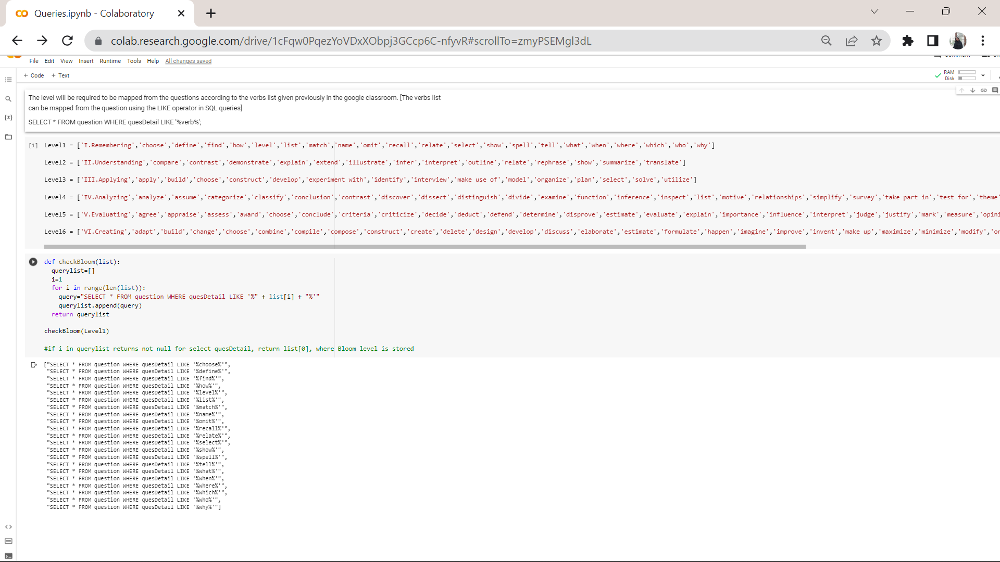 Queries.ipynb - Colaboratory
colab.research.google.com/drive/1cFqw0PqezYoVDxXObpj3GCcp6C-nfyvR#scrollTo=zmyPSEMgl3dL
File Edit View Insert Runtime Tools Help All changes saved
+ Code + Text
RAM
Disk
The level will be required to be mapped from the questions according to the verbs list given previously in the google classroom. [The verbs list
can be mapped from the question using the LIKE operator in SQL queries]
SELECT * FROM question WHERE quesDetail LIKE '%verb%';
[1] Level1 = ['I.Remembering','choose','define','find','how','level','list','match','name','omit','recall','relate','select','show','spell','tell','what','when','where','which','who','why']
Level2 = ['II.Understanding','compare','contrast','demonstrate','explain','extend','illustrate','infer','interpret','outline','relate','rephrase','show','summarize','translate']
Level3 = ['III.Applying','apply','build','choose','construct','develop','experiment with','identify','interview','make use of','model','organize','plan','select','solve','utilize']
Level4 = ['IV.Analyzing','analyze','assume','categorize','classify','conclusion','contrast','discover','dissect','distinguish','divide','examine','function','inference','inspect','list','motive','relationships','simplify','survey','take part in','test for','theme'
Level5 = ['V.Evaluating','agree','appraise','assess','award','choose','conclude','criteria','criticize','decide','deduct','defend','determine','disprove','estimate','evaluate','explain','importance','influence','interpret','judge','justify','mark','measure','opini
Level6 = ['VI.Creating','adapt','build','change','choose','combine','compile','compose','construct','create','delete','design','develop','discuss','elaborate','estimate','formulate','happen','imagine','improve','invent','make up','maximize','minimize','modify','or
def checkBloom(list):
querylist=[]
i=1
for i in range(len(list)):
query="SELECT * FROM question WHERE quesDetail LIKE '%" + list[i] + "%'"
querylist.append(query)
return querylist
checkBloom(Level1)
#if i in querylist returns not null for select quesDetail, return list[0], where Bloom level is stored
["SELECT * FROM question WHERE quesDetail LIKE '%choose%'",
"SELECT * FROM question WHERE quesDetail LIKE '%define%'",
"SELECT * FROM question WHERE quesDetail LIKE '%find%'",
"SELECT * FROM question WHERE quesDetail LIKE '%how%'",
"SELECT * FROM question WHERE quesDetail LIKE '%level%'",
"SELECT * FROM question WHERE quesDetail LIKE '%list%'",
"SELECT * FROM question WHERE quesDetail LIKE '%match%'",
"SELECT * FROM question WHERE quesDetail LIKE '%name%'",
"SELECT * FROM question WHERE quesDetail LIKE '%omit%'",
"SELECT * FROM question WHERE quesDetail LIKE '%recall%'",
"SELECT * FROM question WHERE quesDetail LIKE '%relate%'",
"SELECT * FROM question WHERE quesDetail LIKE '%select%'",
"SELECT * FROM question WHERE quesDetail LIKE '%show%'",
"SELECT * FROM question WHERE quesDetail LIKE '%spell%'",
"SELECT * FROM question WHERE quesDetail LIKE '%tell%'",
"SELECT * FROM question WHERE quesDetail LIKE '%what%'",
"SELECT * FROM question WHERE quesDetail LIKE '%when%'",
"SELECT * FROM question WHERE quesDetail LIKE '%where%'",
"SELECT * FROM question WHERE quesDetail LIKE '%which%'",
"SELECT * FROM question WHERE quesDetail LIKE '%who%'",
"SELECT * FROM question WHERE quesDetail LIKE '%why%'"]